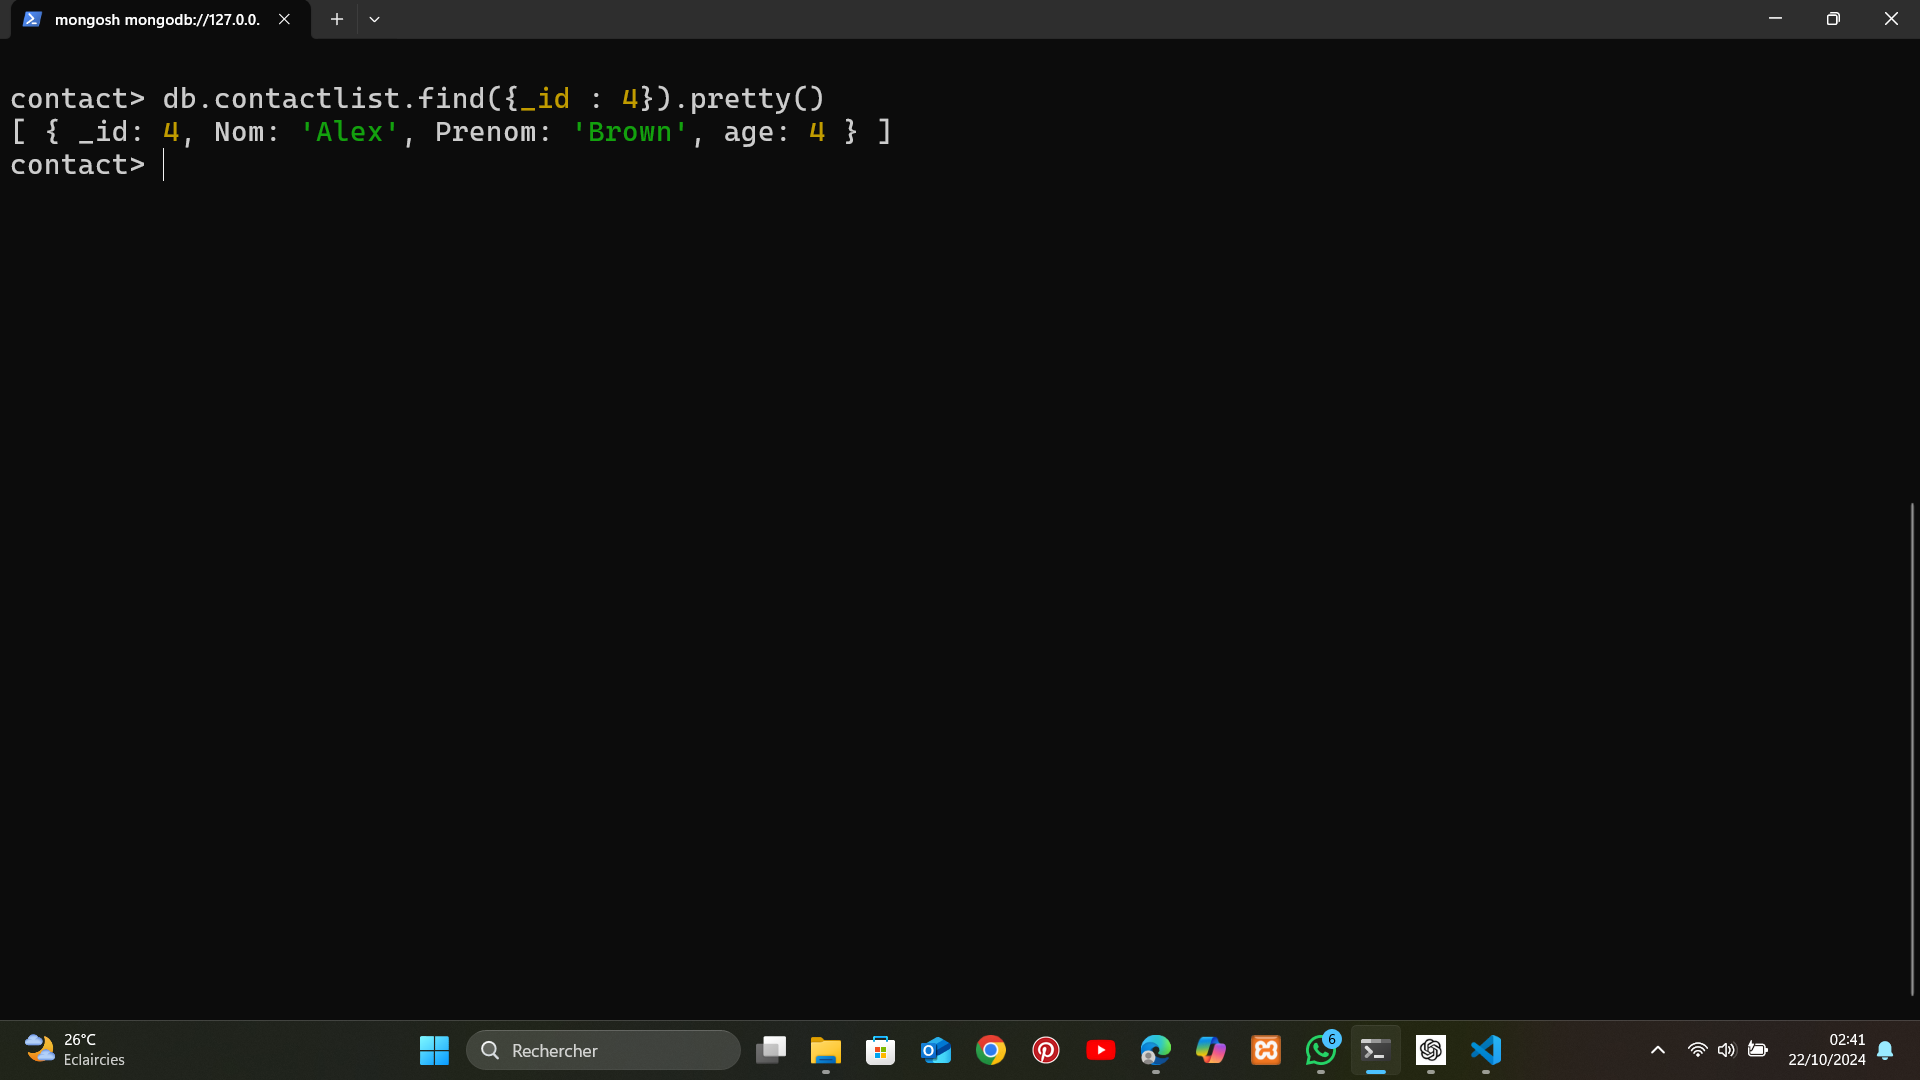 mongosh mongodb://127.0.0.
contact> db.contactlist.find({_id : 4}).pretty()
[ { _id: 4, Nom: 'Alex', Prenom: 'Brown', age: 4 } ]
contact>
26°C
Eclaircies
Rechercher
6
02:41
22/10/2024